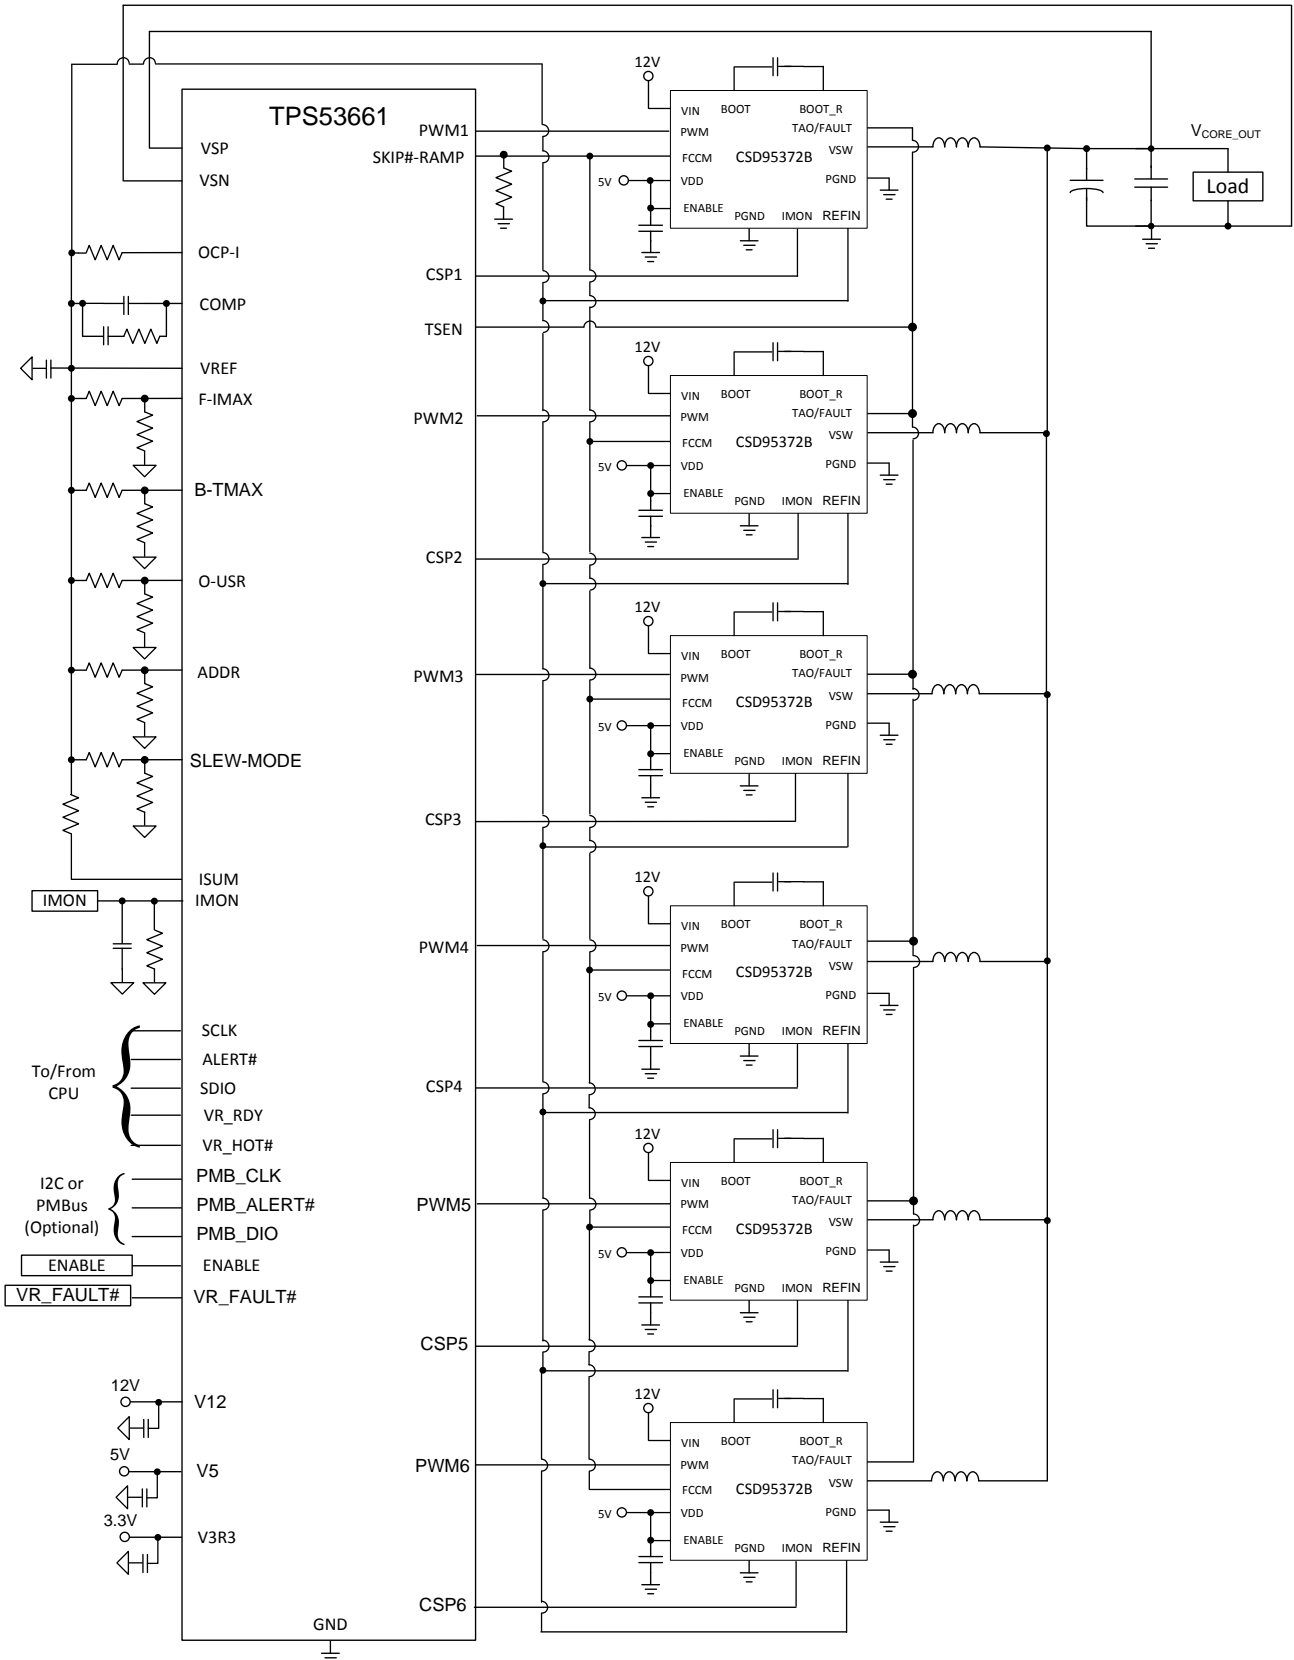 TPS53661
VSP
VSN
OCP-I
COMP
VREF
F-IMAX
B-TMAX
O-USR
ADDR
SLEW-MODE
ISUM
IMON
IMON
To/From
CPU
SCLK
ALERT#
SDIO
VR_RDY
VR_HOT#
I2C or
PMBus
(Optional)
PMB_CLK
PMB_ALERT#
PMB_DIO
ENABLE
ENABLE
VR_FAULT#
VR_FAULT#
12V
V12
5V
V5
3.3V
V3R3
GND
PWM1
SKIP#-RAMP
CSP1
TSEN
PWM2
CSP2
PWM3
CSP3
PWM4
CSP4
PWM5
CSP5
PWM6
CSP6
12V
VIN
BOOT
BOOT_R
TAO/FAULT
PWM
VSW
FCCM
CSD95372B
5V
VDD
PGND
ENABLE
PGND
IMON
REFIN
12V
VIN
BOOT
BOOT_R
TAO/FAULT
PWM
VSW
FCCM
CSD95372B
5V
VDD
PGND
ENABLE
PGND
IMON
REFIN
12V
VIN
BOOT
BOOT_R
TAO/FAULT
PWM
VSW
FCCM
CSD95372B
5V
VDD
PGND
ENABLE
PGND
IMON
REFIN
12V
VIN
BOOT
BOOT_R
TAO/FAULT
PWM
VSW
FCCM
CSD95372B
5V
VDD
PGND
ENABLE
PGND
IMON
REFIN
12V
VIN
BOOT
BOOT_R
TAO/FAULT
PWM
VSW
FCCM
CSD95372B
5V
VDD
PGND
ENABLE
PGND
IMON
REFIN
12V
VIN
BOOT
BOOT_R
TAO/FAULT
PWM
VSW
FCCM
CSD95372B
5V
VDD
PGND
ENABLE
PGND
IMON
REFIN
VCORE_OUT
Load